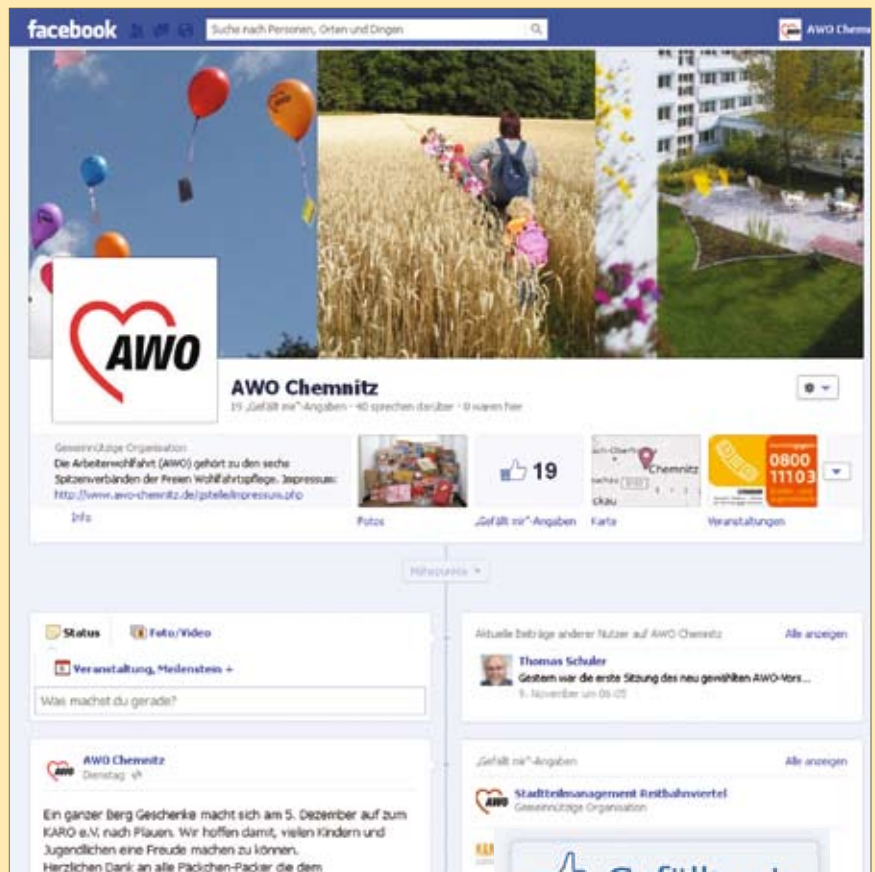 facebook
Suche nach Personen, Orten und Dingen
AWO Chemn
AWO
AWO Chemnitz
19 „Gefällt mir“-Angaben · 40 sprechen darüber · 0 waren hier
Gemeinnützige Organisation
Die Arbeiterwohlfahrt (AWO) gehört zu den sechs
Spitzenverbänden der Freien Wohlfahrtspflege. Impressum:
http://www.awo-chemnitz.de/gstelle/impressum.php
Info
19
Chemnitz
ckau
0800
11103
Fotos
„Gefällt mir“-Angaben
Karte
Veranstaltungen
Höhepunkte
Status
Foto/Video
Veranstaltung, Meilenstein +
Was machst du gerade?
AWO
AWO Chemnitz
Dienstag
Ein ganzer Berg Geschenke macht sich am 5. Dezember auf zum
KARO e.V. nach Plauen. Wir hoffen damit, vielen Kindern und
Jugendlichen eine Freude machen zu können.
Herzlichen Dank an alle Päckchen-Packer die dem
Aktuelle Beiträge anderer Nutzer auf AWO Chemnitz
Alle anzeigen
Thomas Schuler
Gestern war die erste Sitzung des neu gewählten AWO-Vors...
9. November um 06:05
„Gefällt mir“-Angaben
Alle anzeigen
AWO
Stadtteilmanagement Reitbahnviertel
Gemeinnützige Organisation